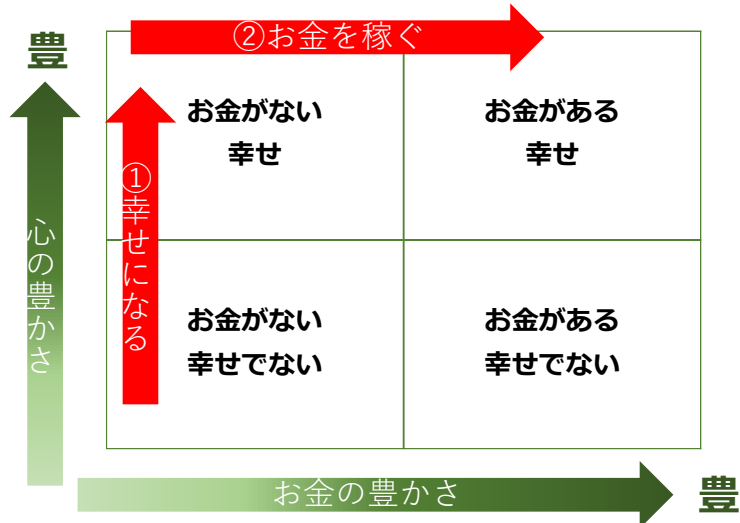 ②お金を稼ぐ
豊
お金がない
幸せ
お金がある
幸せ
①幸せになる
心の豊かさ
お金がない
幸せでない
お金がある
幸せでない
お金の豊かさ
豊